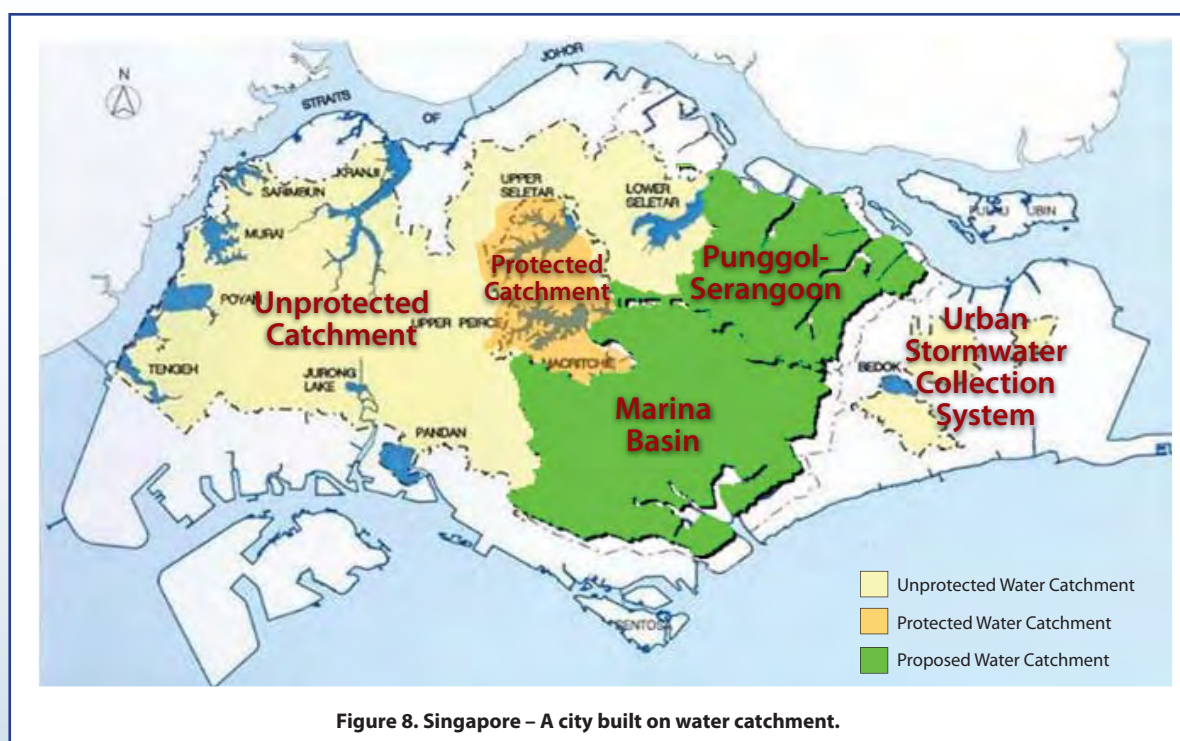 N
STRAITS
OF
JOHOR
SARIMBUN
KRANJI
UPPER
SELETAR
LOWER
SELETAR
PULAU UBIN
MURAI
Protected
Catchment
Punggol-
Serangoon
POYAN
Unprotected
Catchment
UPPER PEIRCE
Urban
Stormwater
Collection
System
BEDOK
TENGEH
JURONG
LAKE
MACRITCHIE
Marina
Basin
PANDAN
SENTOSA
Unprotected Water Catchment
Protected Water Catchment
Proposed Water Catchment
Figure 8. Singapore – A city built on water catchment.